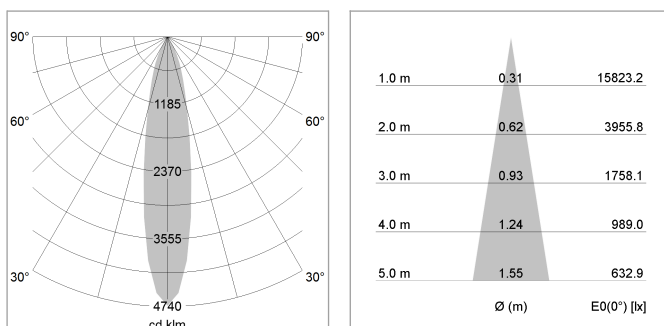 90° 90°
1185
60° 60°
2370
3555
30° 30°
4740
cd klm
1.0 m 0.31 15823.2
2.0 m 0.62 3955.8
3.0 m 0.93 1758.1
4.0 m 1.24 989.0
5.0 m 1.55 632.9
Ø (m) E0(0°) [lx]